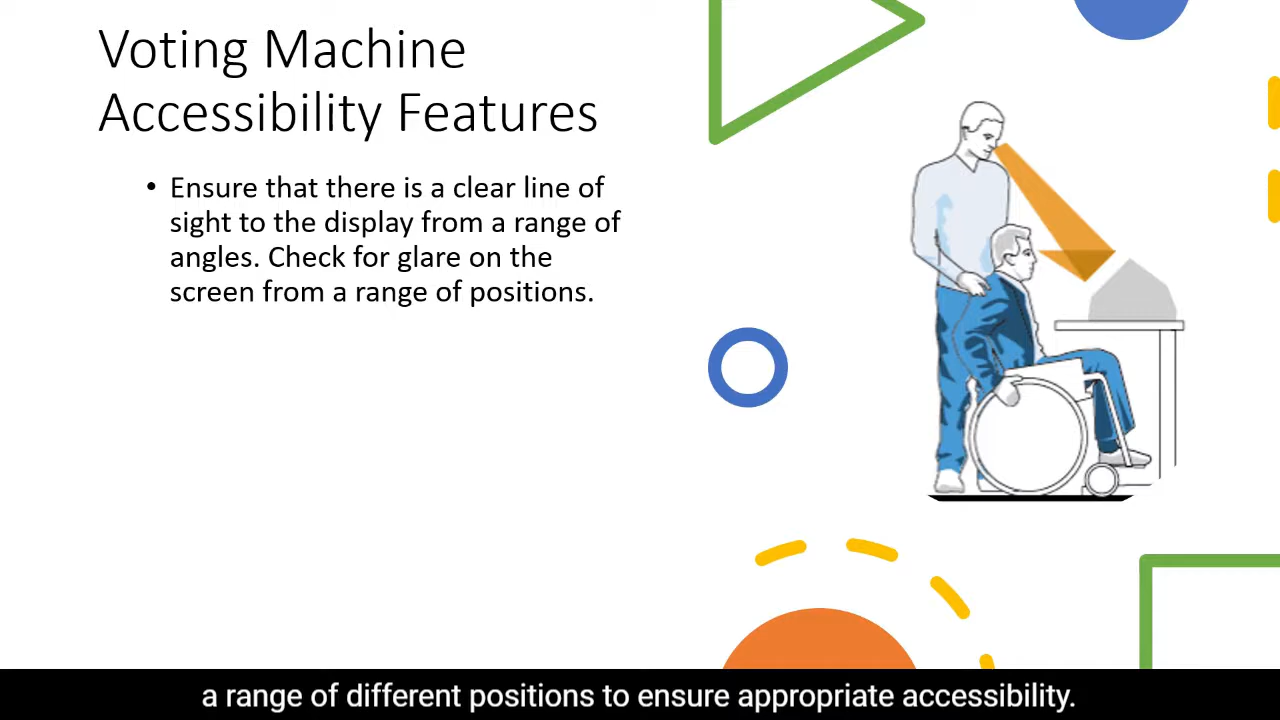 Voting Machine
Accessibility Features
• Ensure that there is a clear line of
sight to the display from a range of
angles. Check for glare on the
screen from a range of positions.
a range of different positions to ensure appropriate accessibility.